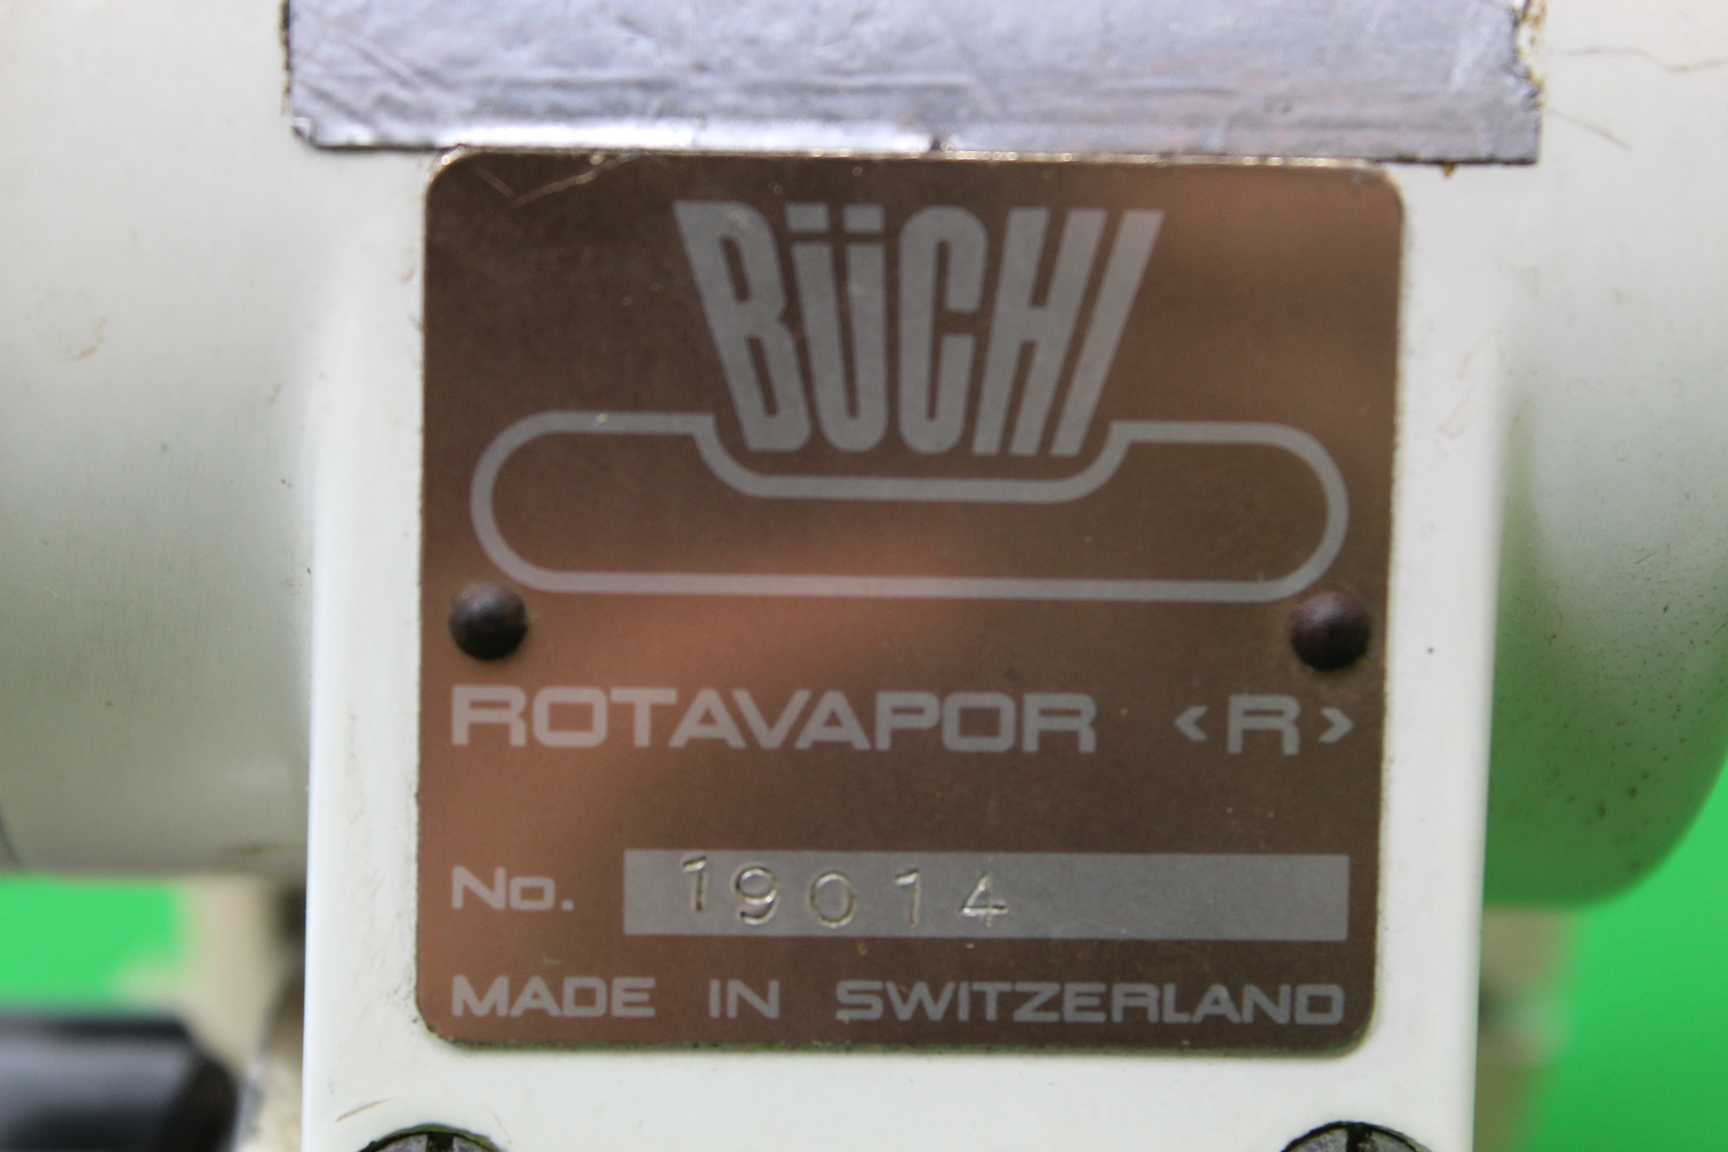 BÜCHI
ROTAVAPOR <R>
No. 19014
MADE IN SWITZERLAND